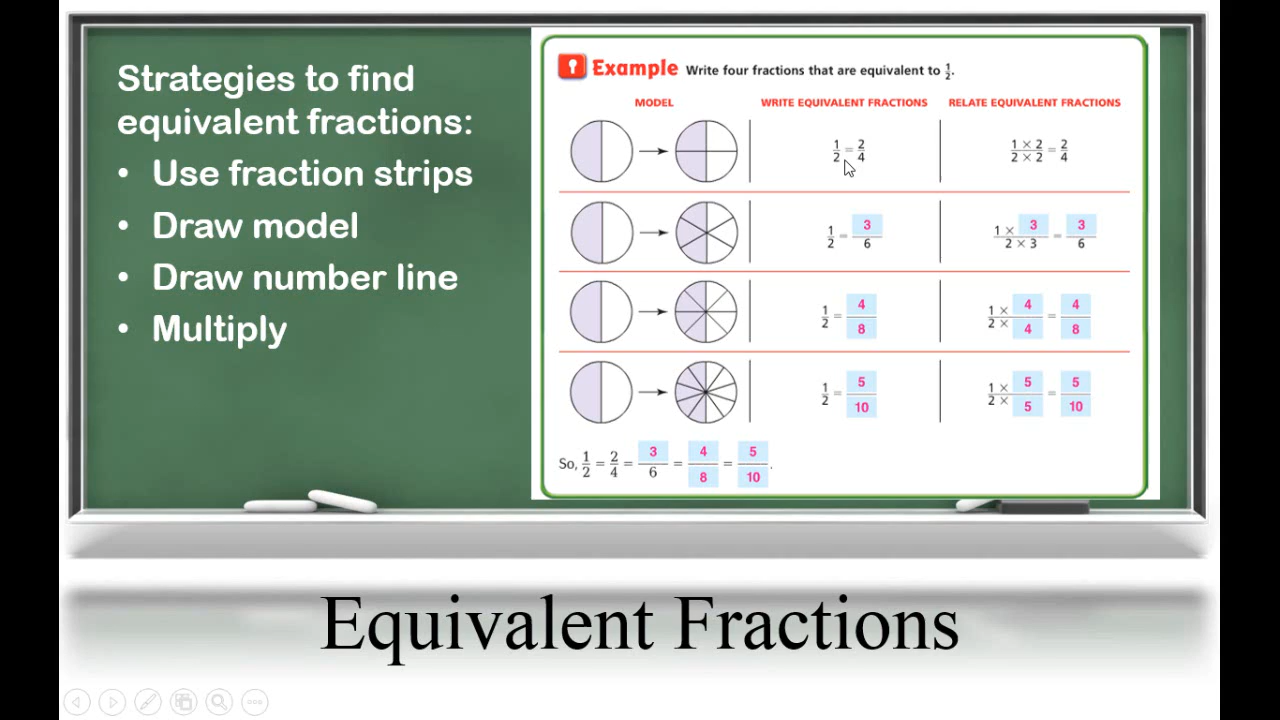 Strategies to find
equivalent fractions:
• Use fraction strips
• Draw model
• Draw number line
• Multiply
Example Write four fractions that are equivalent to 1/2.
MODEL WRITE EQUIVALENT FRACTIONS RELATE EQUIVALENT FRACTIONS
1/2 = 2/4 (1 × 2)/(2 × 2) = 2/4
1/2 = 3/6 (1 × 3)/(2 × 3) = 3/6
1/2 = 4/8 (1 × 4)/(2 × 4) = 4/8
1/2 = 5/10 (1 × 5)/(2 × 5) = 5/10
So, 1/2 = 2/4 = 3/6 = 4/8 = 5/10.
Equivalent Fractions